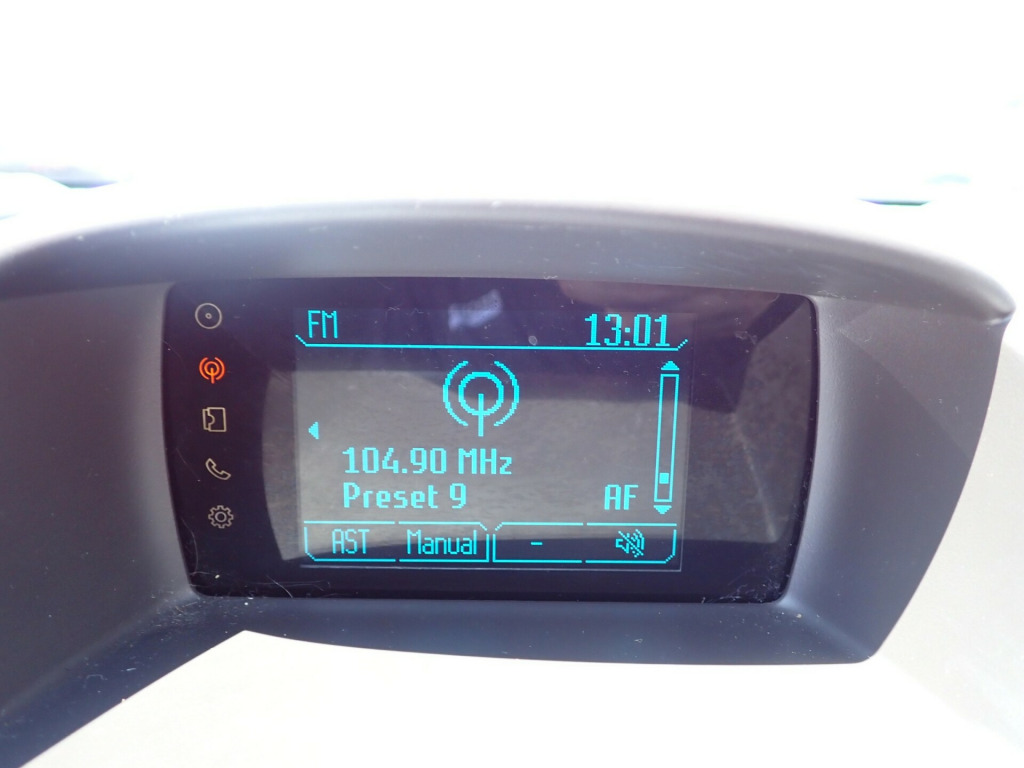 FM 13:01
104.90 MHz
Preset 9 AF
AST Manual -